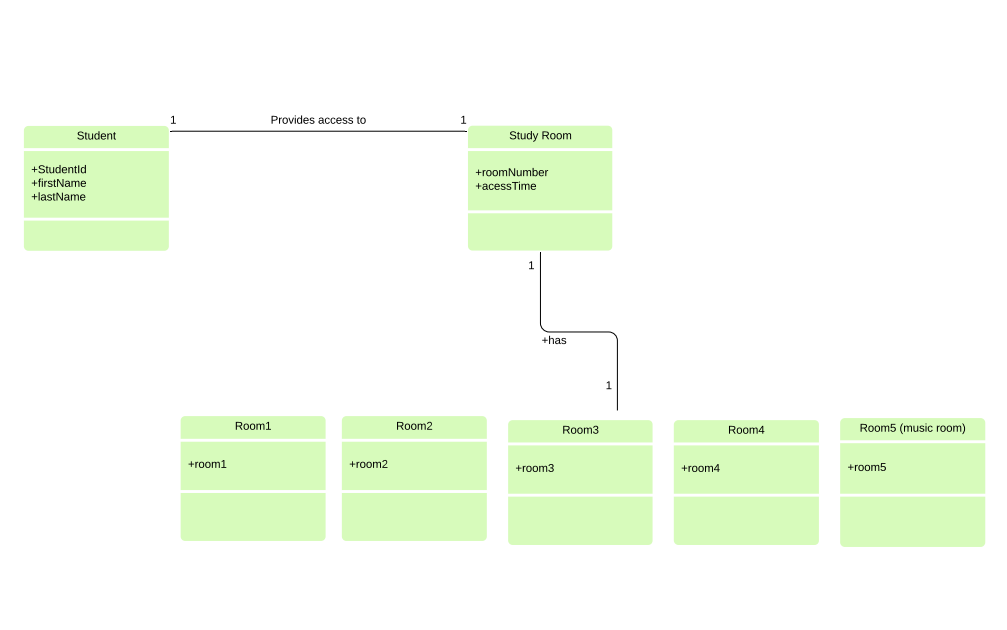 1 Provides access to 1
Student
Study Room
+StudentId
+firstName
+lastName
+roomNumber
+acessTime
1
+has
1
Room1
Room2
Room3
Room4
Room5 (music room)
+room1
+room2
+room3
+room4
+room5